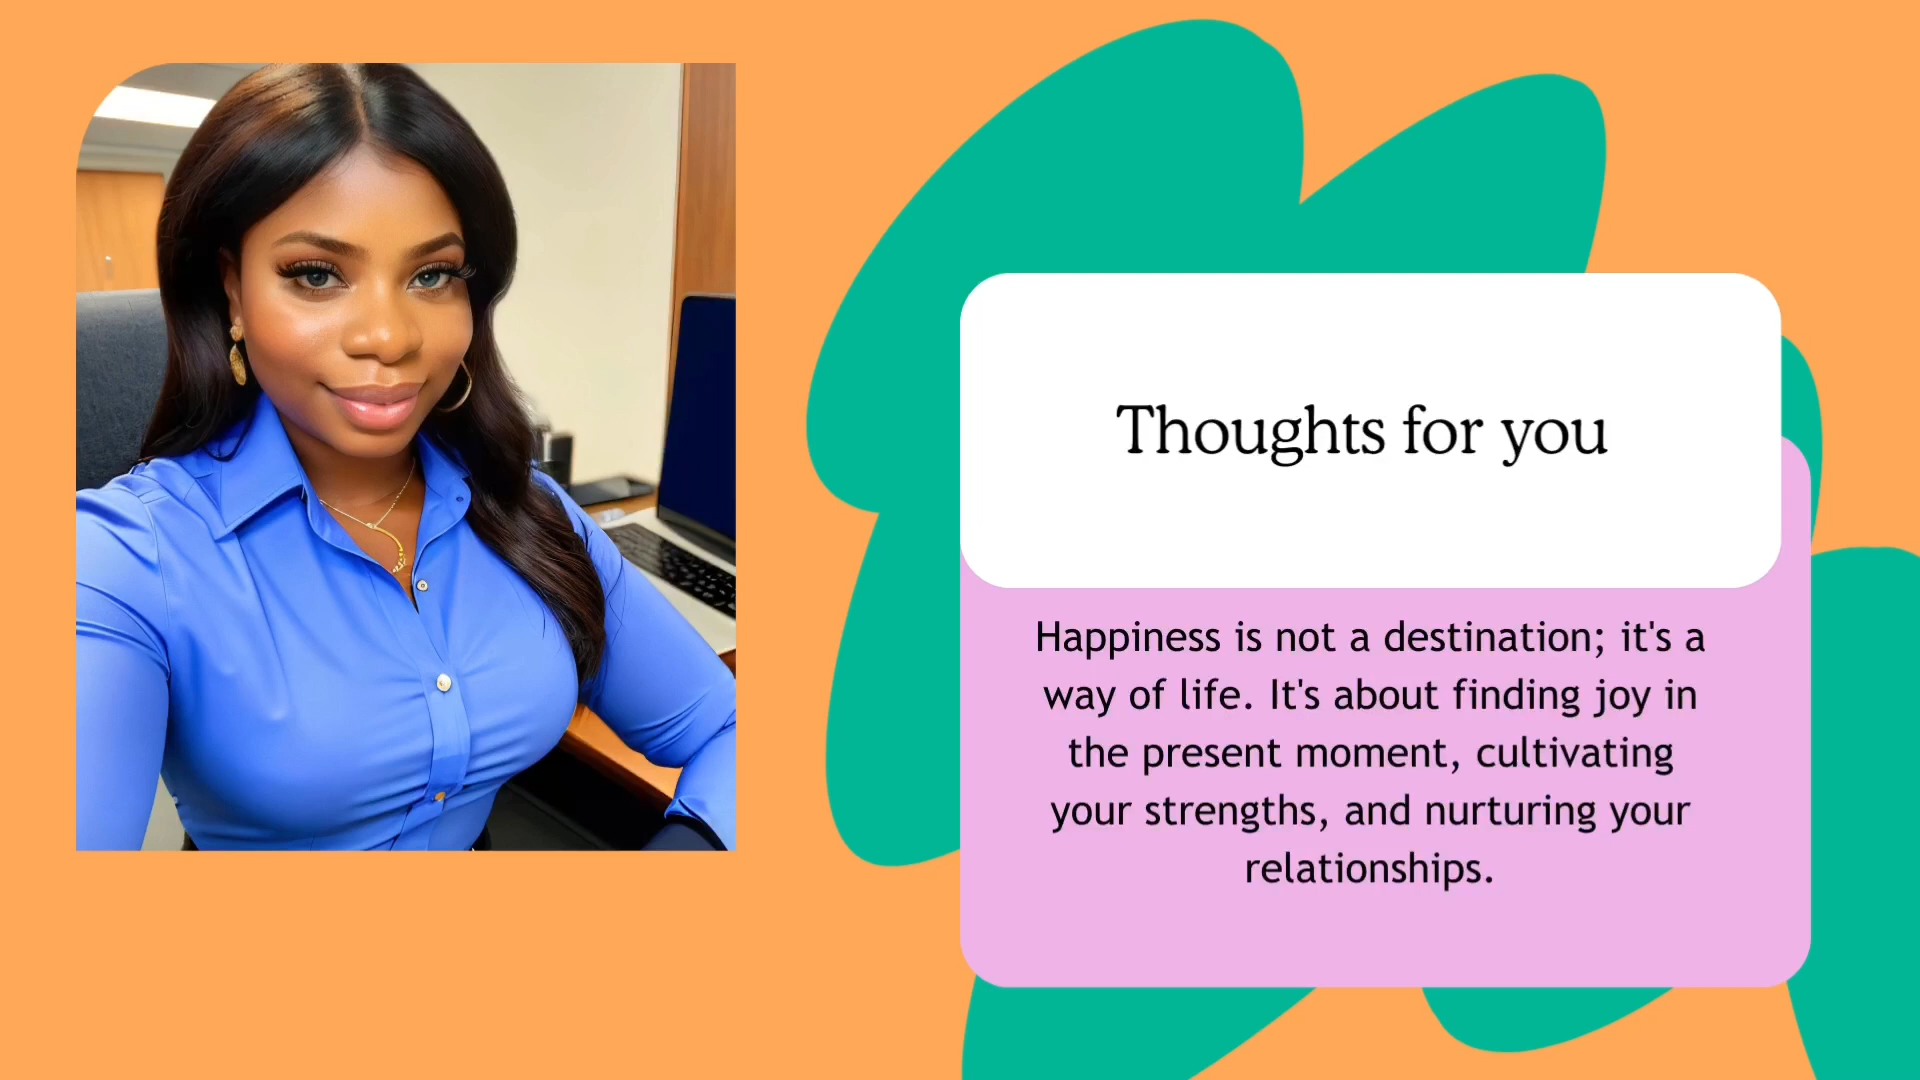 Thoughts for you
Happiness is not a destination; it's a
way of life. It's about finding joy in
the present moment, cultivating
your strengths, and nurturing your
relationships.